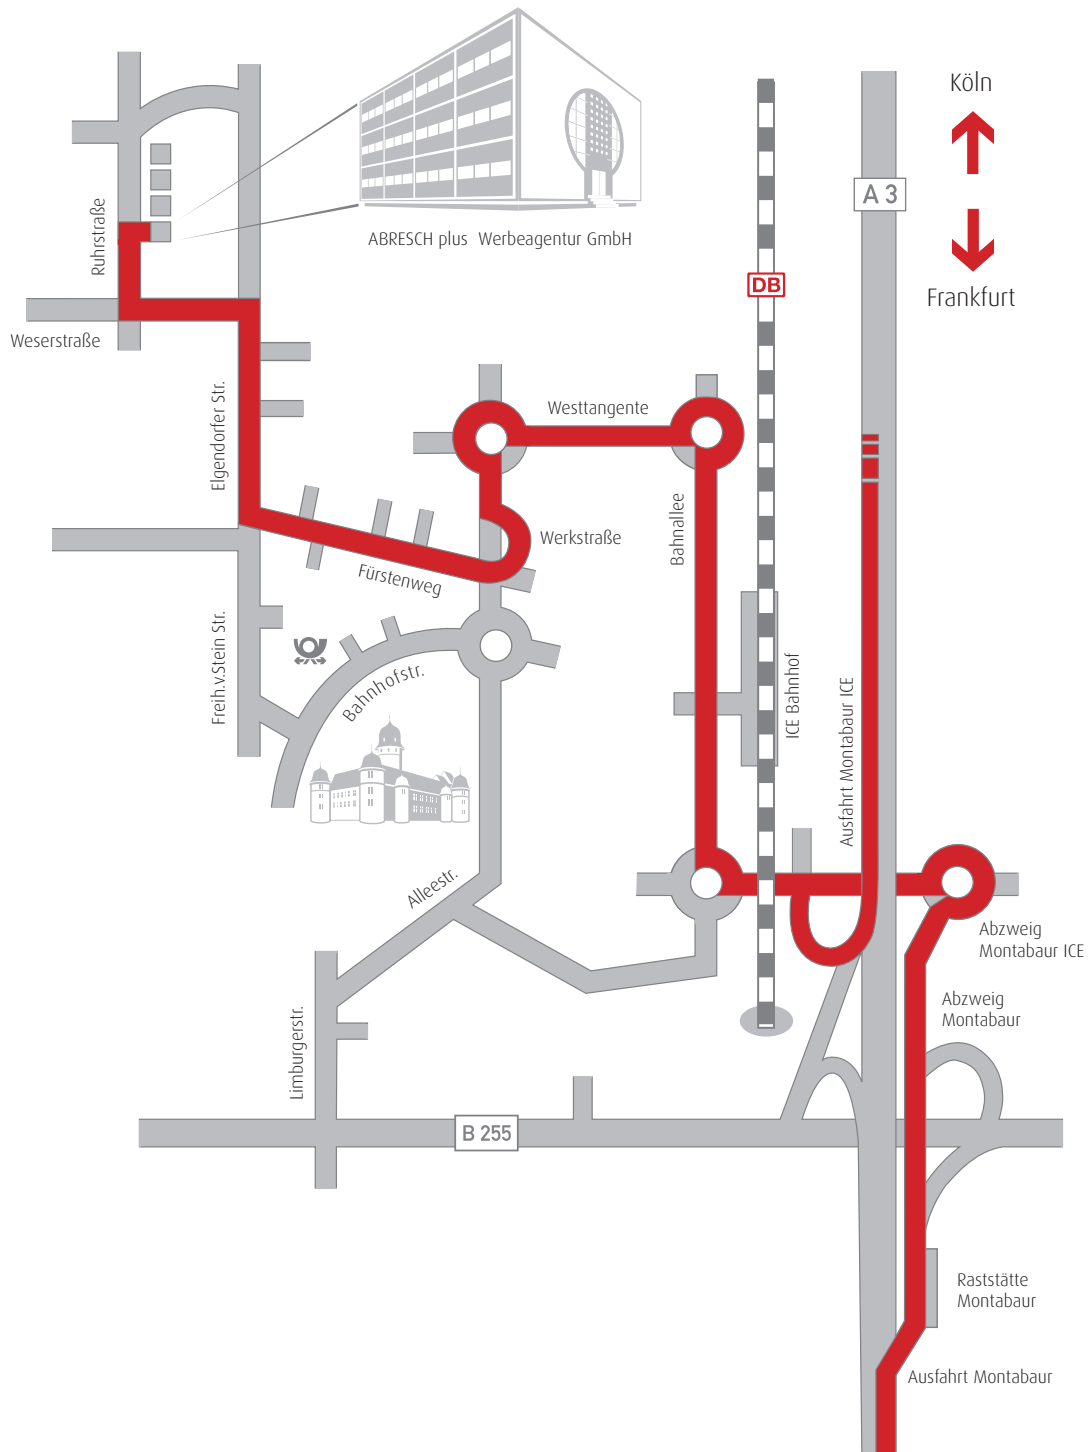 Köln
A 3
Ruhrstraße
ABRESCH plus Werbeagentur GmbH
DB
Frankfurt
Weserstraße
Elgendorfer Str.
Westtangente
Bahnallee
Werkstraße
Fürstenweg
Freih.v.Stein Str.
Bahnhofstr.
ICE Bahnhof
Ausfahrt Montabaur ICE
Alleestr.
Abzweig
Montabaur ICE
Abzweig
Montabaur
Limburgerstr.
B 255
Raststätte
Montabaur
Ausfahrt Montabaur